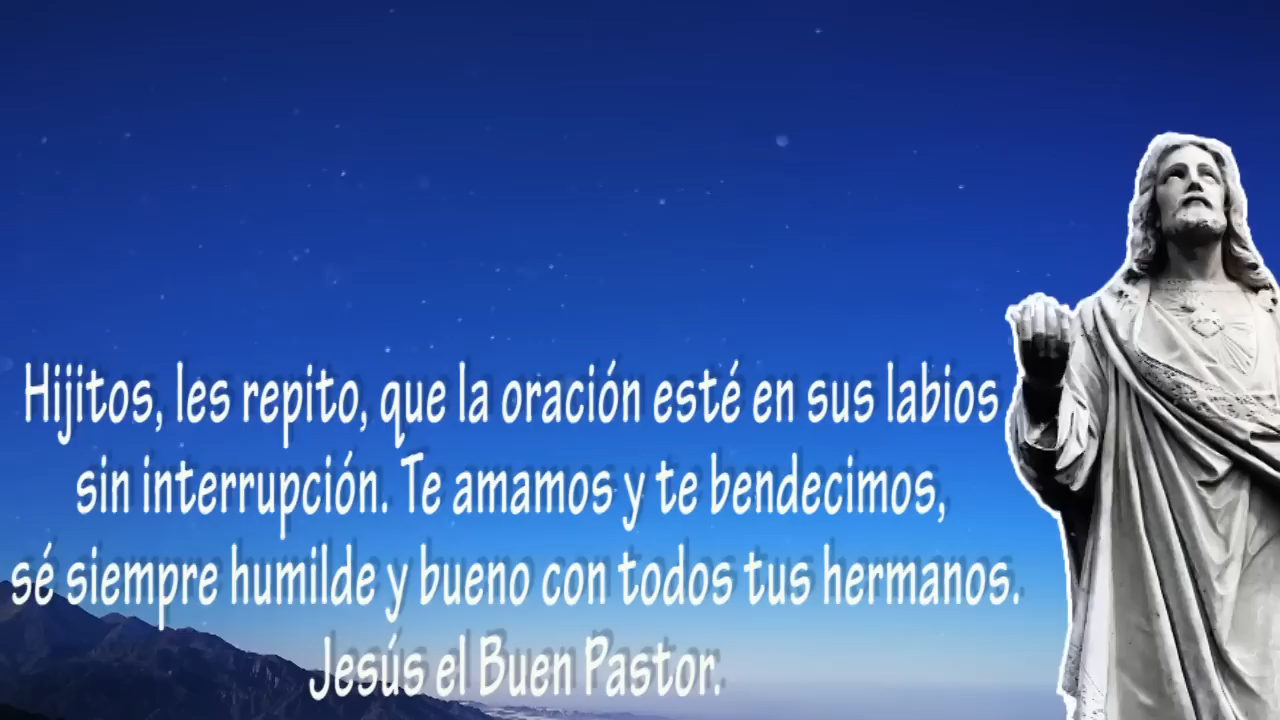 Hijitos, les repito, que la oración esté en sus labios
sin interrupción. Te amamos y te bendecimos,
sé siempre humilde y bueno con todos tus hermanos.
Jesús el Buen Pastor.